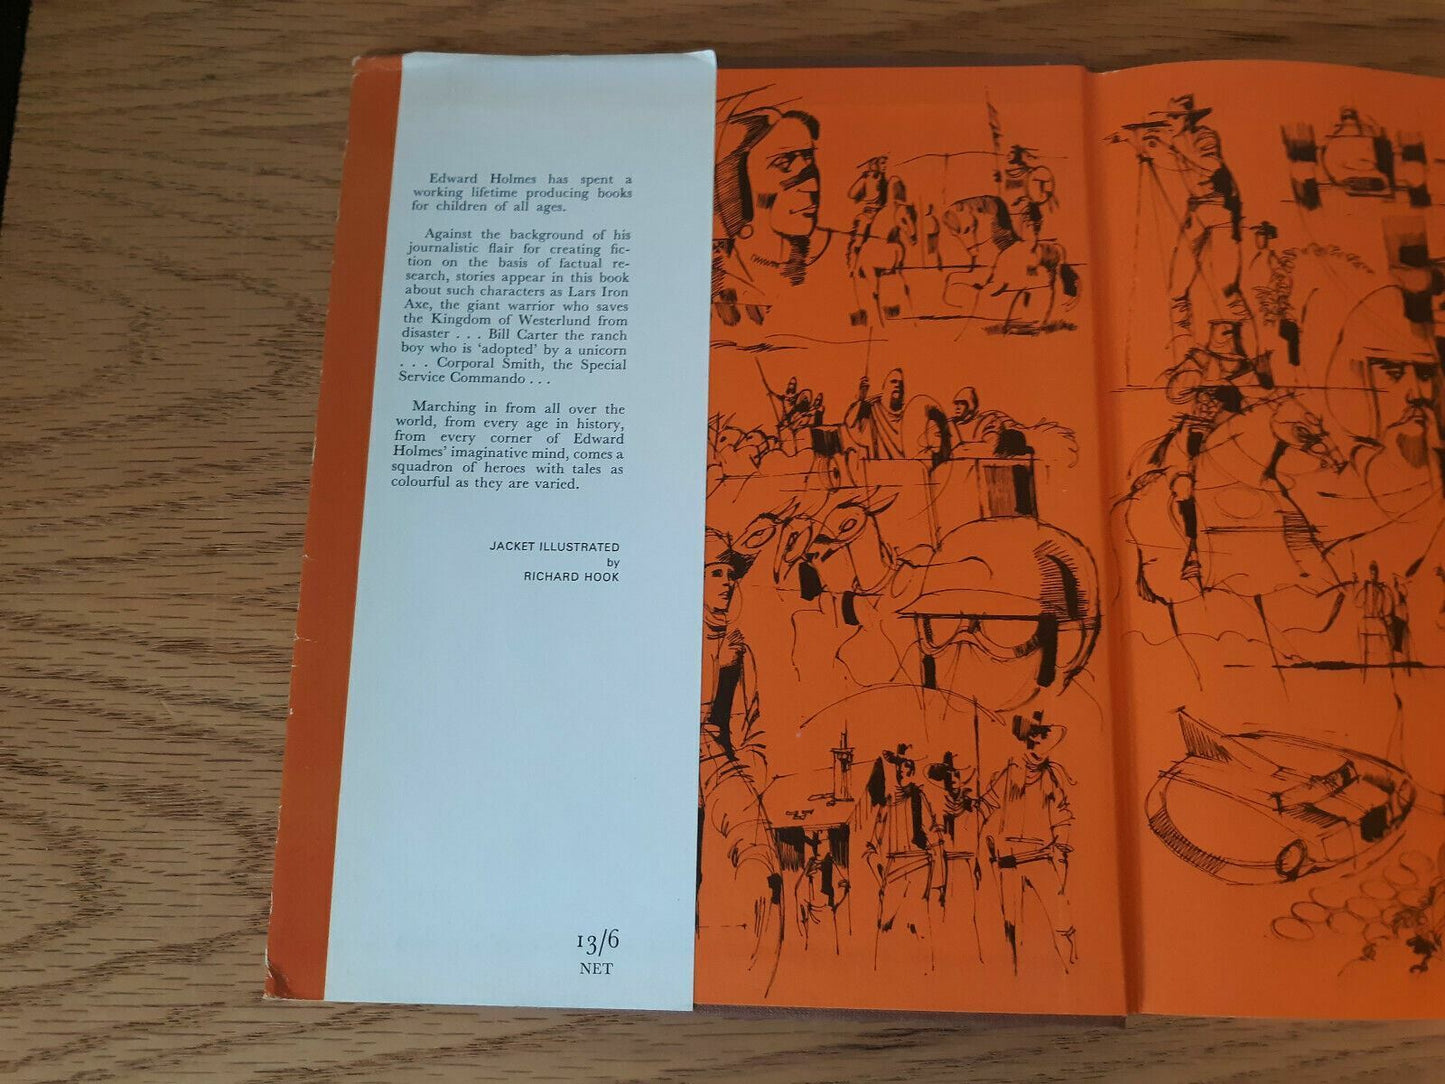 Edward Holmes has spent a
working lifetime producing books
for children of all ages.
Against the background of his
journalistic flair for creating fic-
tion on the basis of factual re-
search, stories appear in this book
about such characters as Lars Iron
Axe, the giant warrior who saves
the Kingdom of Westerlund from
disaster . . . Bill Carter the ranch
boy who is ‘adopted’ by a unicorn
. . . Corporal Smith, the Special
Service Commando . . .
Marching in from all over the
world, from every age in history,
from every corner of Edward
Holmes’ imaginative mind, comes a
squadron of heroes with tales as
colourful as they are varied.
JACKET ILLUSTRATED
by
RICHARD HOOK
13/6
NET